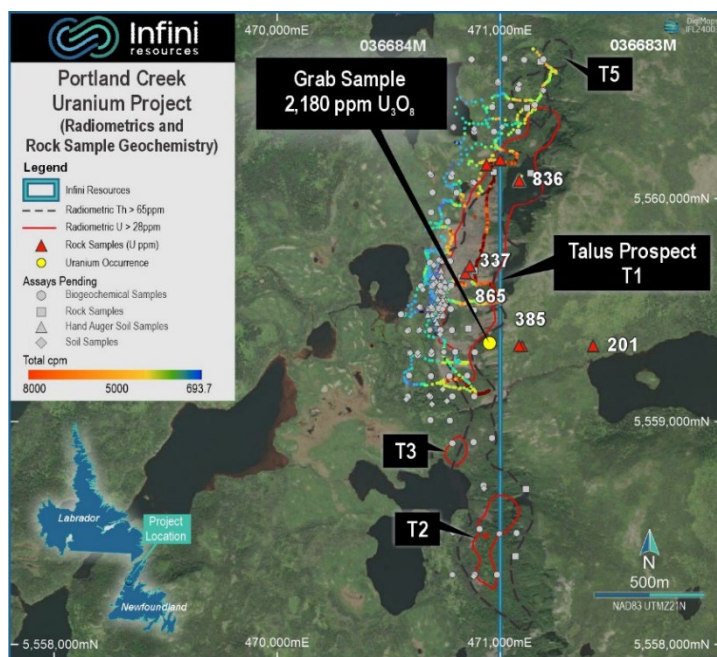 Infini
resources
Portland Creek
Uranium Project
(Radiometrics and
Rock Sample Geochemistry)
Legend
Infini Resources
Radiometric Th > 65ppm
Radiometric U > 28ppm
Rock Samples (U ppm)
Uranium Occurrence
Assays Pending
Biogeochemical Samples
Rock Samples
Hand Auger Soil Samples
Soil Samples
Total cpm
8000 5000 693.7
470,000mE 471,000mE
DigiMaps
IFL2400
036684M 036683M
Grab Sample
2,180 ppm U₃O₈
T5
836
5,560,000mN
337
Talus Prospect
T1
865
385
201
5,559,000mN
T3
T2
Labrador
Project
Location
Newfoundland
N
500m
NAD83 UTMZ21N
5,558,000mN 470,000mE 471,000mE 5,558,000mN